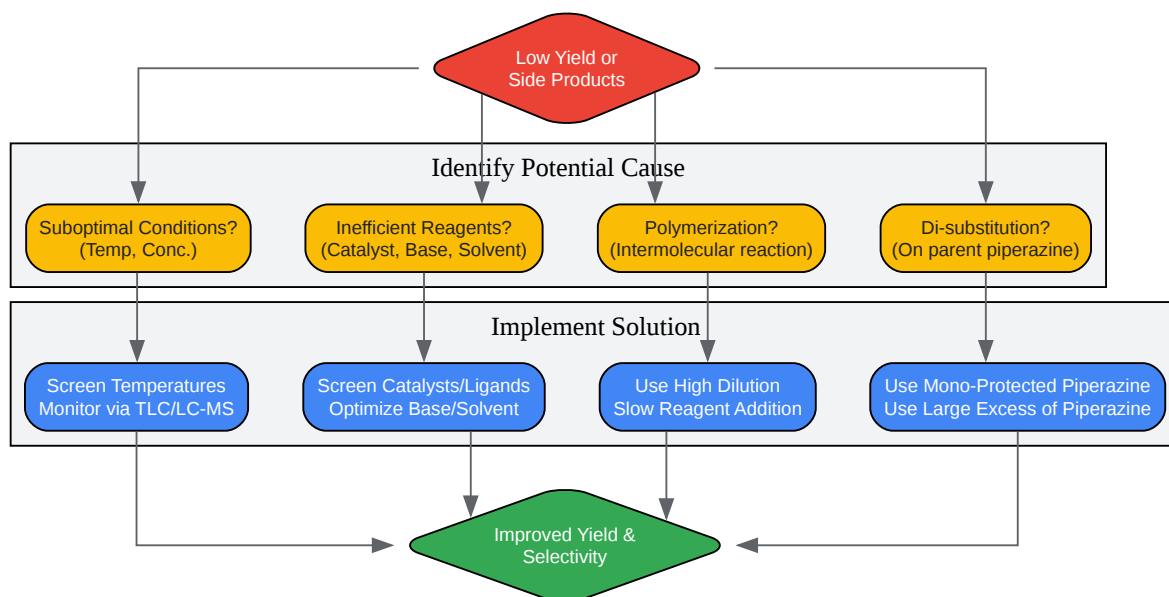 Low Yield or
Side Products
Identify Potential Cause
Suboptimal Conditions?
(Temp, Conc.)
Inefficient Reagents?
(Catalyst, Base, Solvent)
Polymerization?
(Intermolecular reaction)
Di-substitution?
(On parent piperazine)
Implement Solution
Screen Temperatures
Monitor via TLC/LC-MS
Screen Catalysts/Ligands
Optimize Base/Solvent
Use High Dilution
Slow Reagent Addition
Use Mono-Protected Piperazine
Use Large Excess of Piperazine
Improved Yield &
Selectivity